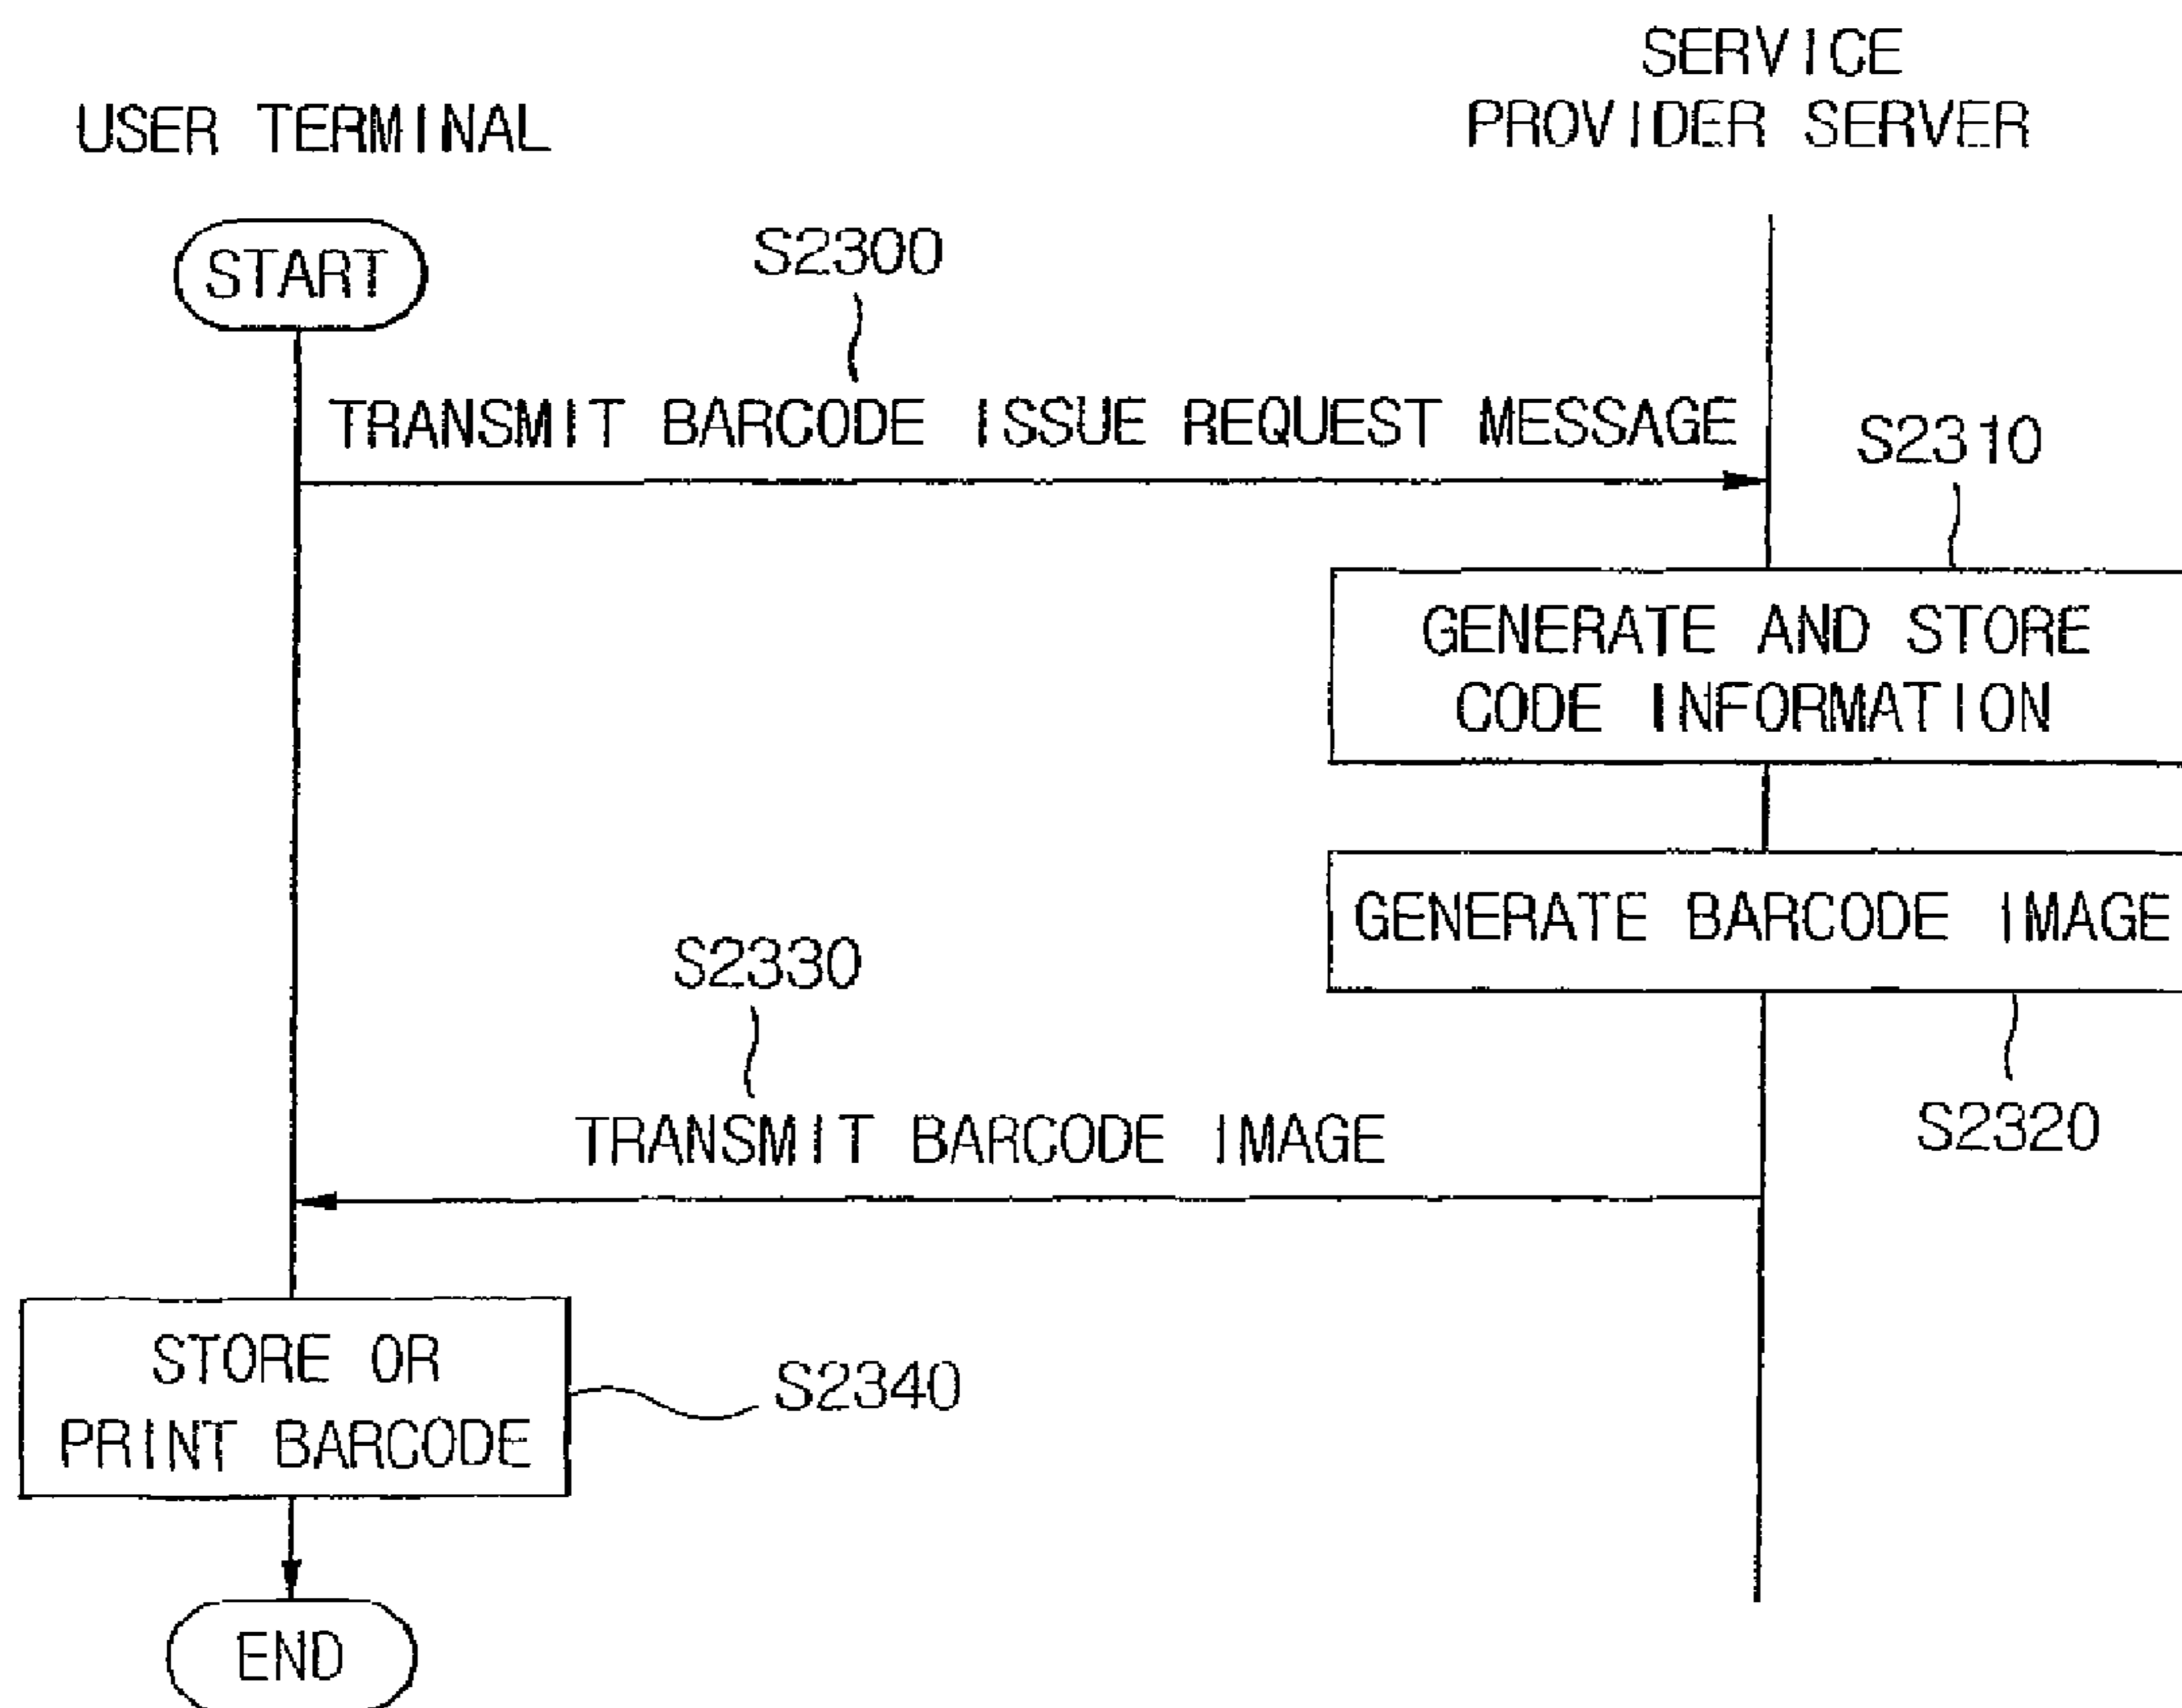 SERVICE
USER TERMINAL
PROVIDER SERVER
START
S2300
TRANSMIT BARCODE ISSUE REQUEST MESSAGE
S2310
GENERATE AND STORE
CODE INFORMATION
GENERATE BARCODE IMAGE
S2330
S2320
TRANSMIT BARCODE IMAGE
STORE OR
PRINT BARCODE
S2340
END